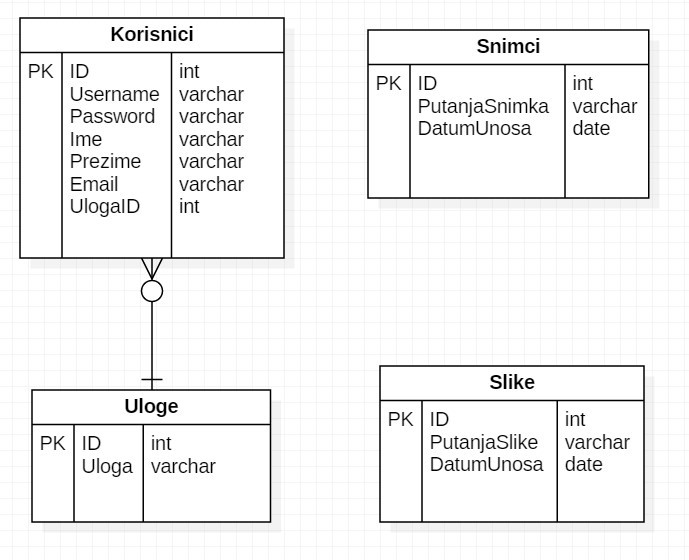 Korisnici
PK ID int
Username varchar
Password varchar
Ime varchar
Prezime varchar
Email varchar
UlogaID int
Snimci
PK ID int
PutanjaSnimka varchar
DatumUnosa date
Uloge
PK ID int
Uloga varchar
Slike
PK ID int
PutanjaSlike varchar
DatumUnosa date